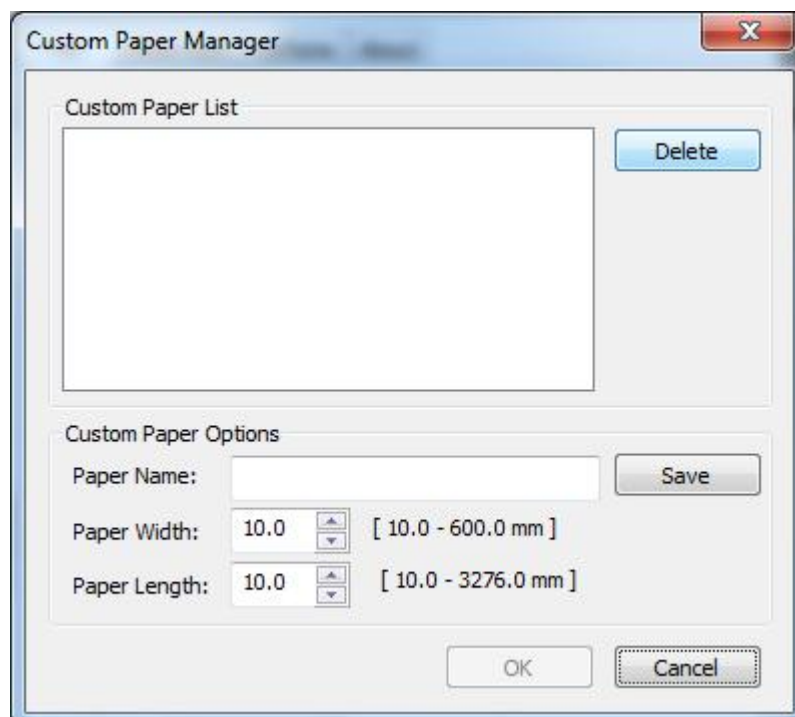 Custom Paper Manager
Custom Paper List
Delete
Custom Paper Options
Paper Name:
Save
Paper Width: 10.0 [ 10.0 - 600.0 mm ]
Paper Length: 10.0 [ 10.0 - 3276.0 mm ]
OK Cancel